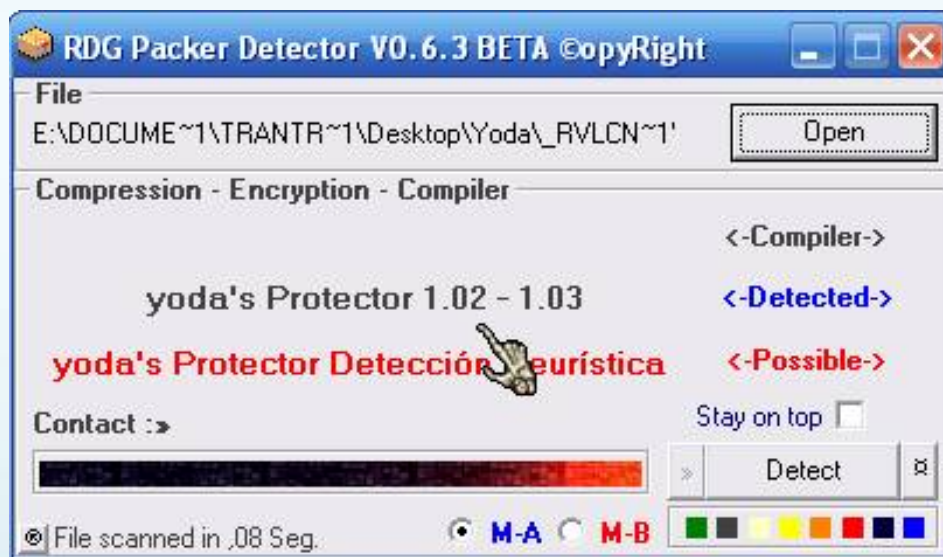 RDG Packer Detector V0.6.3 BETA ©opyRight
File
E:\DOCUME~1\TRANTR~1\Desktop\Yoda\_RVLCN~1'
Open
Compression - Encryption - Compiler
<-Compiler->
yoda's Protector 1.02 - 1.03
<-Detected->
yoda's Protector Detección eurística
<-Possible->
Contact :»
Stay on top
» Detect ¤
File scanned in ,08 Seg.
M-A M-B